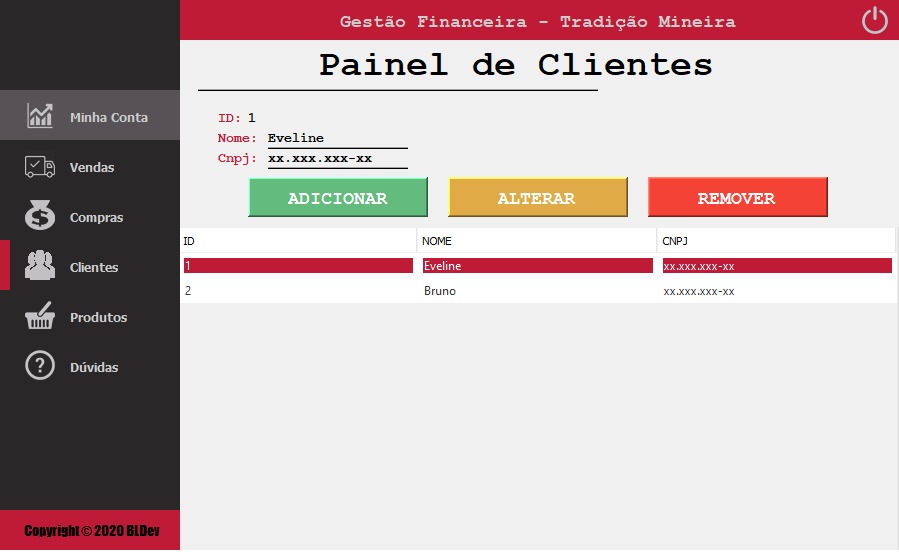 Gestão Financeira - Tradição Mineira
Painel de Clientes
Minha Conta
Vendas
Compras
Clientes
Produtos
Dúvidas
ID: 1
Nome: Eveline
Cnpj: xx.xxx.xxx-xx
ADICIONAR ALTERAR REMOVER
ID NOME CNPJ
1 Eveline xx.xxx.xxx-xx
2 Bruno xx.xxx.xxx-xx
Copyright © 2020 BLDev